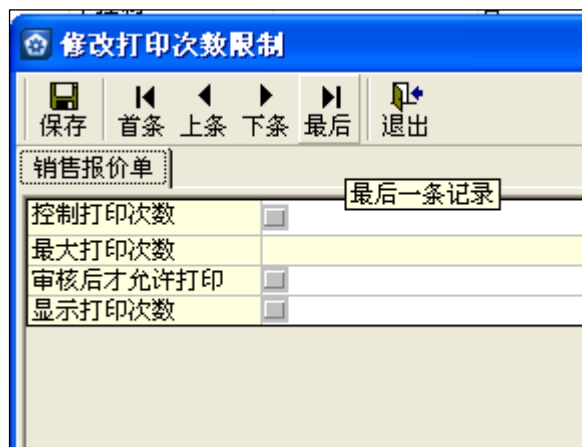 修改打印次数限制
保存 首条 上条 下条 最后 退出
销售报价单
最后一条记录
控制打印次数
最大打印次数
审核后才允许打印
显示打印次数